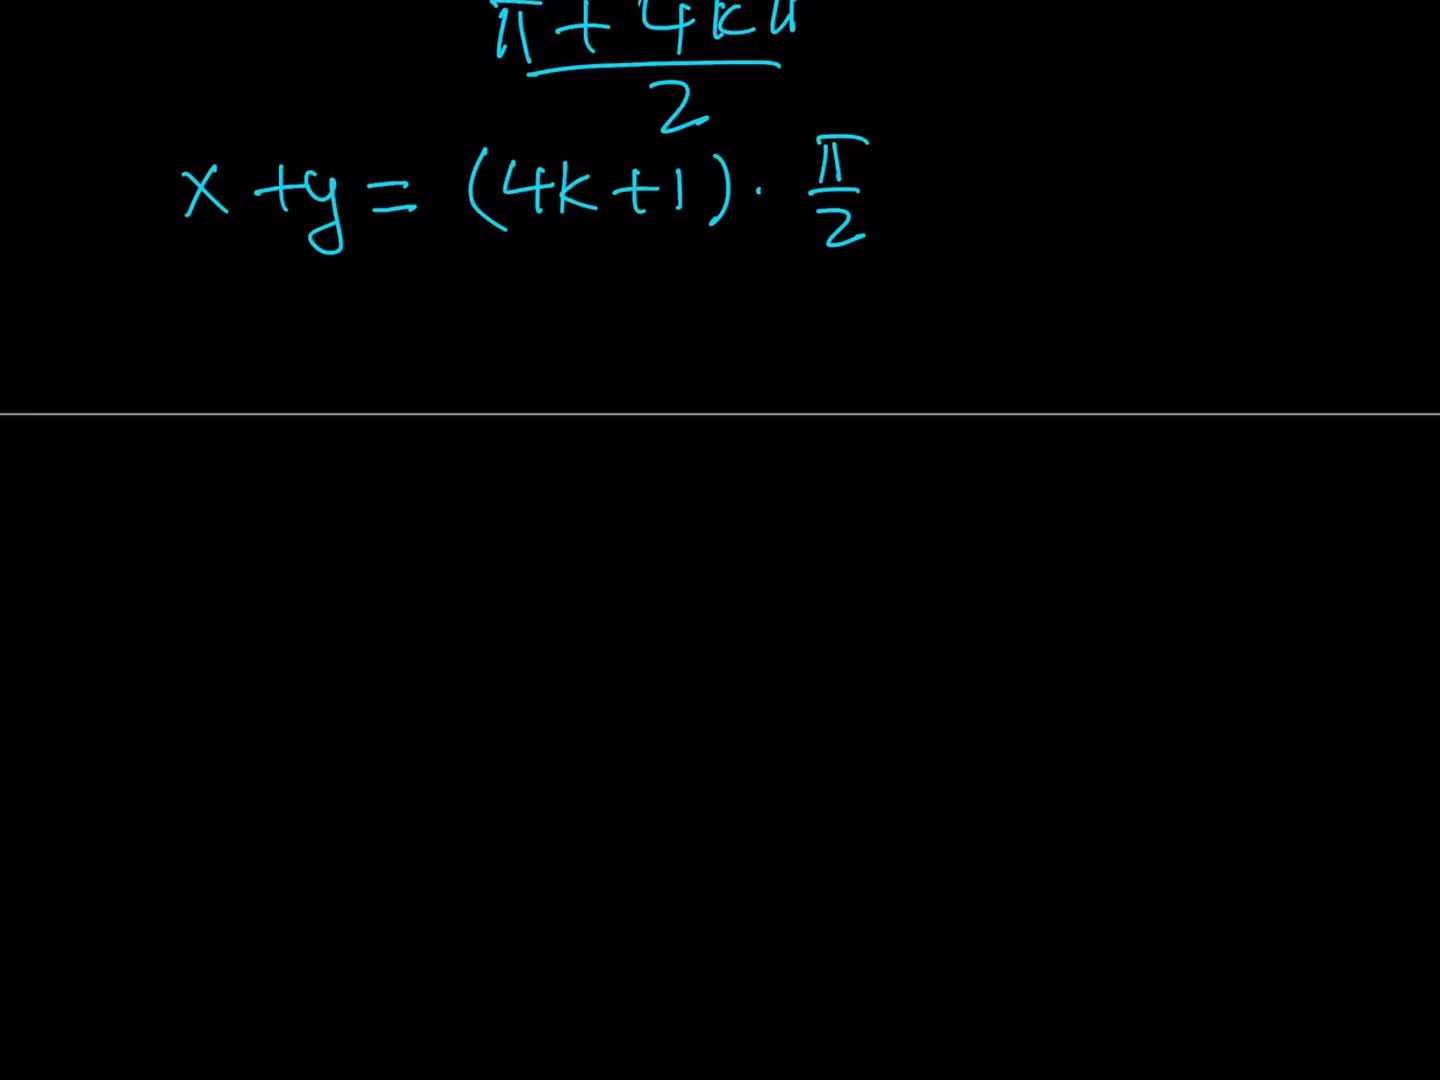 π + 4kπ
2
x + y = (4k + 1) · π/2